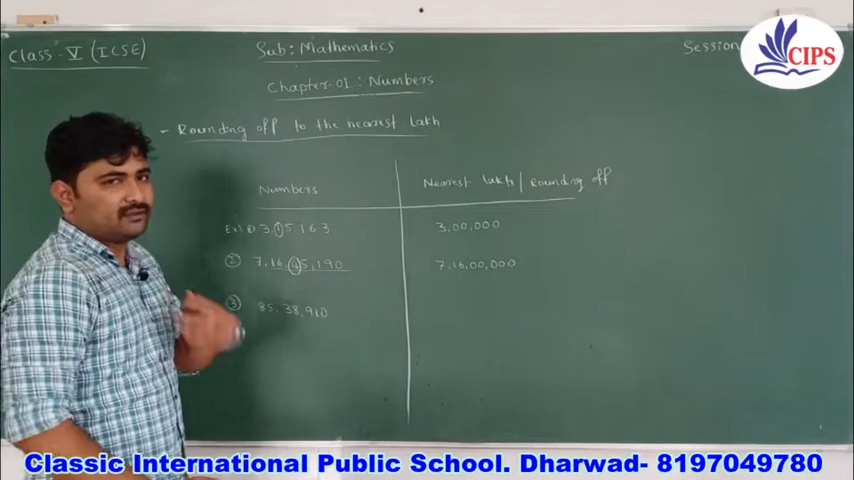 Class - V (ICSE)
Sub: Mathematics
Session
CIPS
Chapter-01: Numbers
- Rounding off to the nearest lakh
Numbers
Nearest lakh/Rounding off
Ex:) ① 3,15,163
3,00,000
② 7,16,45,190
7,16,00,000
③ 85,38,910
Classic International Public School. Dharwad- 8197049780